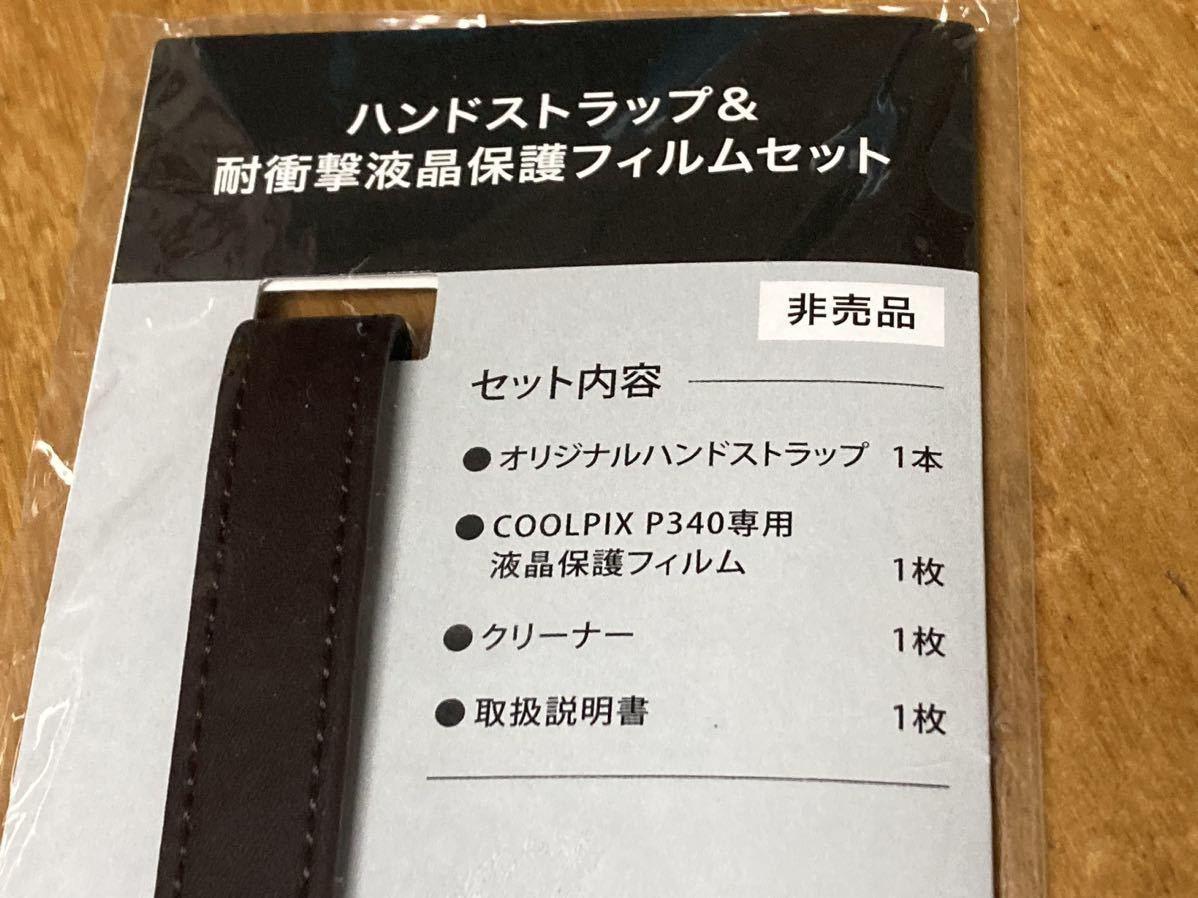 ハンドストラップ&
耐衝撃液晶保護フィルムセット
非売品
セット内容
●オリジナルハンドストラップ 1本
●COOLPIX P340専用
液晶保護フィルム 1枚
●クリーナー 1枚
●取扱説明書 1枚